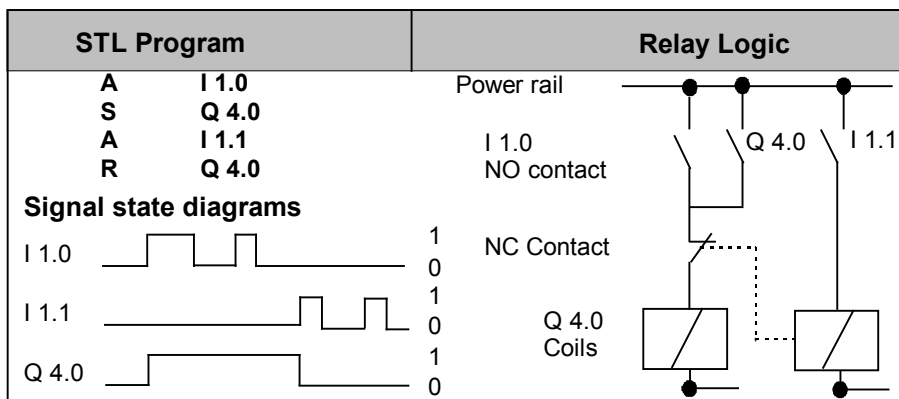 STL Program
Relay Logic
A I 1.0
S Q 4.0
A I 1.1
R Q 4.0
Signal state diagrams
I 1.0
1
0
I 1.1
1
0
Q 4.0
1
0
Power rail
I 1.0
NO contact
Q 4.0
I 1.1
NC Contact
Q 4.0
Coils